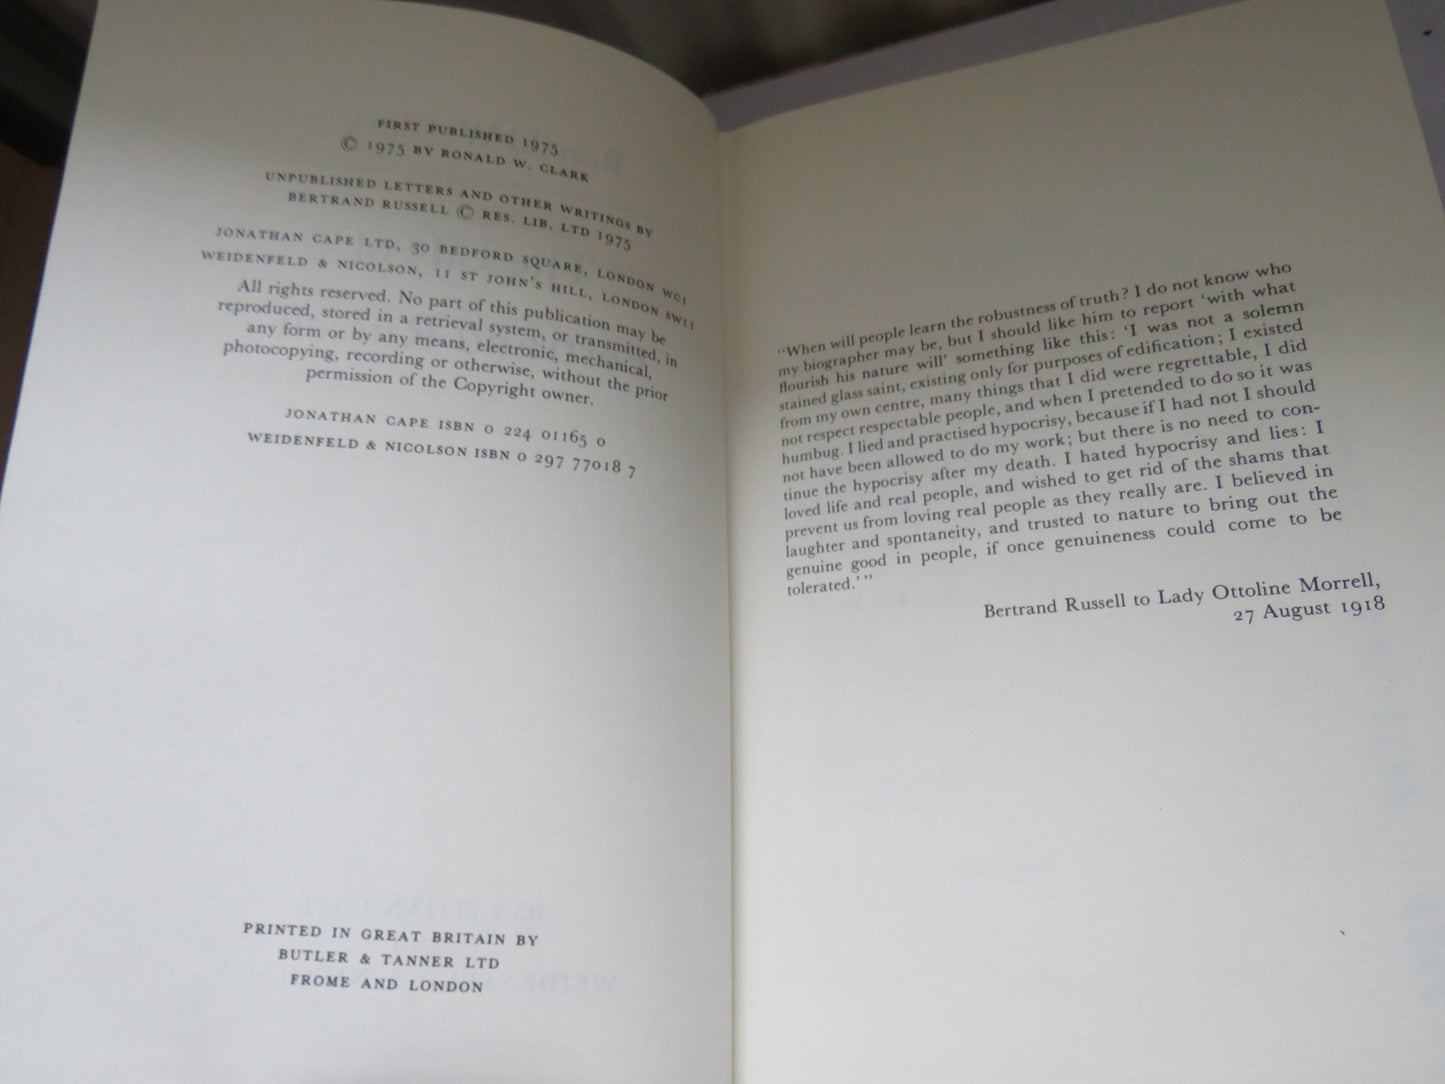 FIRST PUBLISHED 1975
© 1975 BY RONALD W. CLARK
UNPUBLISHED LETTERS AND OTHER WRITINGS BY
BERTRAND RUSSELL © RES. LIB. LTD 1975
JONATHAN CAPE LTD, 30 BEDFORD SQUARE, LONDON WC1
WEIDENFELD & NICOLSON, 11 ST JOHN'S HILL, LONDON SW11
All rights reserved. No part of this publication may be
reproduced, stored in a retrieval system, or transmitted, in
any form or by any means, electronic, mechanical,
photocopying, recording or otherwise, without the prior
permission of the Copyright owner.
JONATHAN CAPE ISBN 0 224 01165 0
WEIDENFELD & NICOLSON ISBN 0 297 77018 7
PRINTED IN GREAT BRITAIN BY
BUTLER & TANNER LTD
FROME AND LONDON
"When will people learn the robustness of truth? I do not know who
my biographer may be, but I should like him to report 'with what
flourish his nature will' something like this: 'I was not a solemn
stained glass saint, existing only for purposes of edification; I existed
from my own centre, many things that I did were regrettable, I did
not respect respectable people, and when I pretended to do so it was
humbug. I lied and practised hypocrisy, because if I had not I should
not have been allowed to do my work; but there is no need to con-
tinue the hypocrisy after my death. I hated hypocrisy and lies: I
loved life and real people, and wished to get rid of the shams that
prevent us from loving real people as they really are. I believed in
laughter and spontaneity, and trusted to nature to bring out the
genuine good in people, if once genuineness could come to be
tolerated.' "
Bertrand Russell to Lady Ottoline Morrell,
27 August 1918